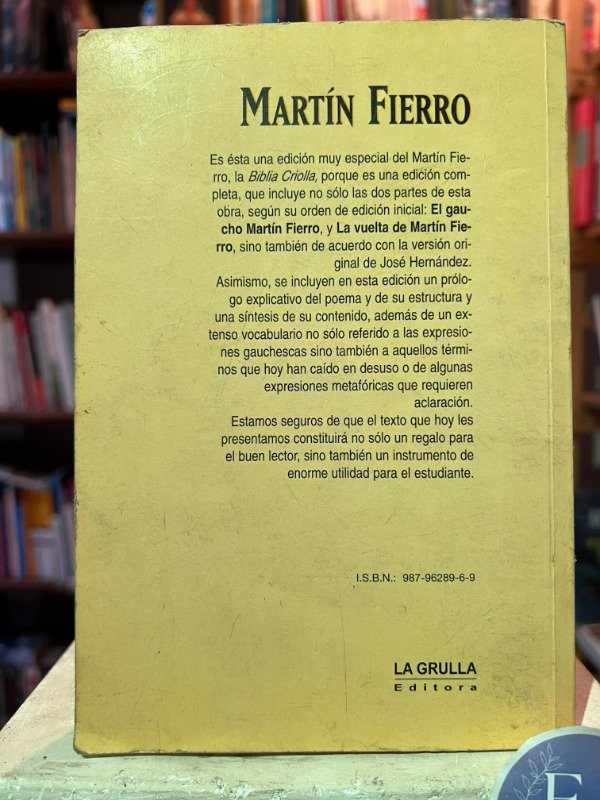 MARTÍN FIERRO
Es ésta una edición muy especial del Martín Fie-
rro, la Biblia Criolla, porque es una edición com-
pleta, que incluye no sólo las dos partes de esta
obra, según su orden de edición inicial: El gau-
cho Martín Fierro, y La vuelta de Martín Fie-
rro, sino también de acuerdo con la versión ori-
ginal de José Hernández.
Asimismo, se incluyen en esta edición un prólo-
go explicativo del poema y de su estructura y
una síntesis de su contenido, además de un ex-
tenso vocabulario no sólo referido a las expresio-
nes gauchescas sino también a aquellos térmi-
nos que hoy han caído en desuso o de algunas
expresiones metafóricas que requieren
aclaración.
Estamos seguros de que el texto que hoy les
presentamos constituirá no sólo un regalo para
el buen lector, sino también un instrumento de
enorme utilidad para el estudiante.
I.S.B.N.: 987-96289-6-9
LA GRULLA
Editora